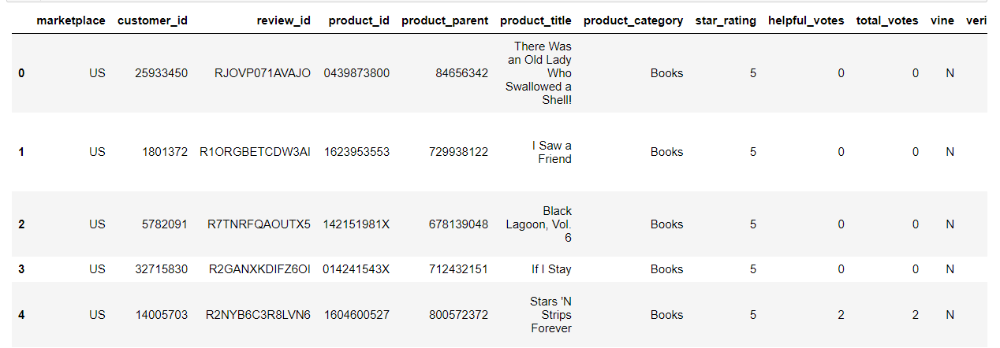 marketplace customer_id review_id product_id product_parent product_title product_category star_rating helpful_votes total_votes vine veri
There Was
an Old Lady
0 US 25933450 RJOVP071AVAJO 0439873800 84656342 Who Books 5 0 0 N
Swallowed a
Shell!
1 US 1801372 R1ORGBETCDW3AI 1623953553 729938122 I Saw a Books 5 0 0 N
Friend
Black
2 US 5782091 R7TNRFQAOUTX5 142151981X 678139048 Lagoon, Vol. Books 5 0 0 N
6
3 US 32715830 R2GANXKDIFZ6OI 014241543X 712432151 If I Stay Books 5 0 0 N
Stars 'N
4 US 14005703 R2NYB6C3R8LVN6 1604600527 800572372 Strips Books 5 2 2 N
Forever